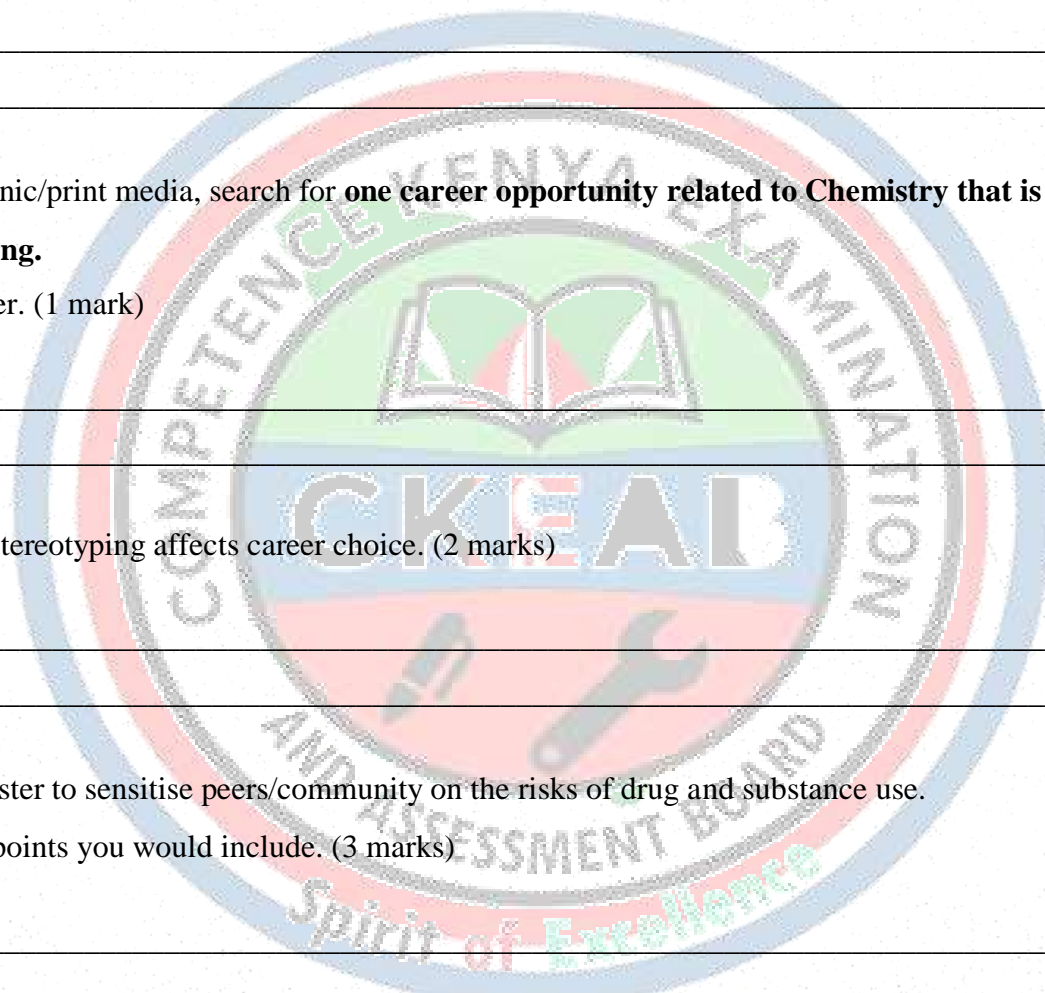 nic/print media, search for one career opportunity related to Chemistry that is
ng.
er. (1 mark)
tereotyping affects career choice. (2 marks)
ster to sensitise peers/community on the risks of drug and substance use.
points you would include. (3 marks)
COMPETENCE KENYA EXAMINATION
CKEAB
AND ASSESSMENT BOARD
Spirit of Excellence